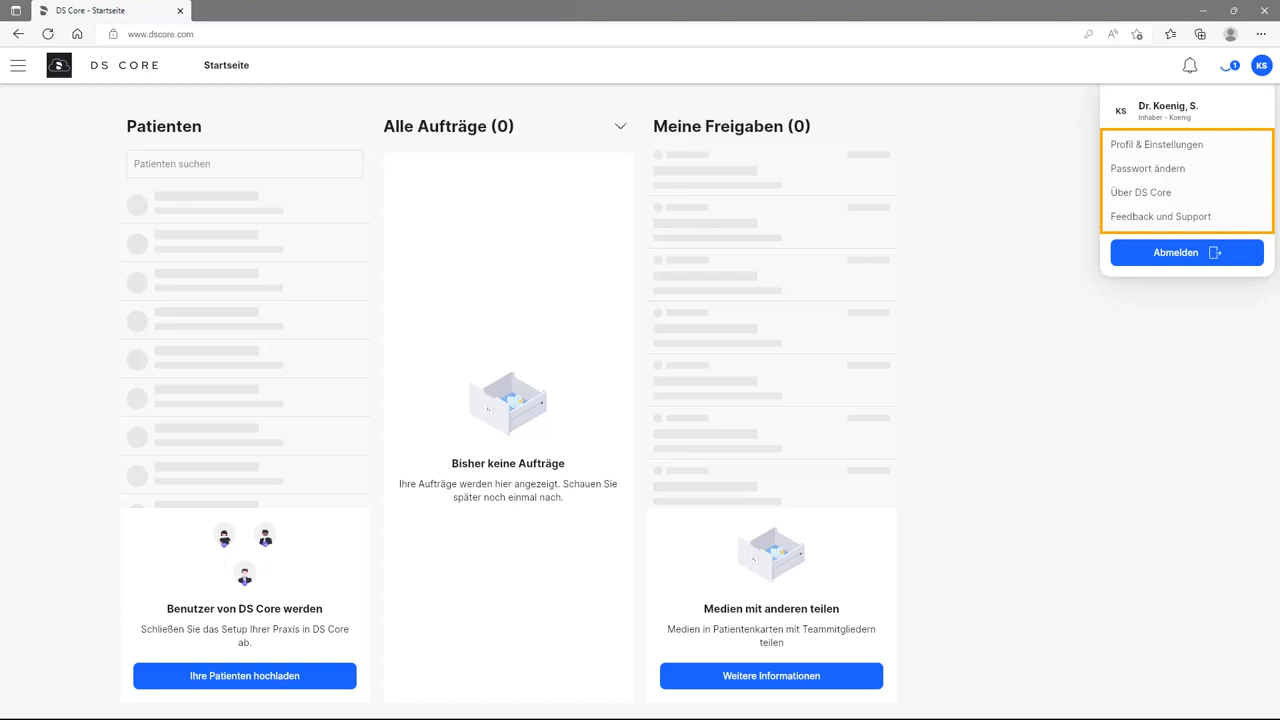 DS Core - Startseite
www.dscore.com
DS CORE
Startseite
1
KS
KS
Dr. Koenig, S.
Inhaber - Koenig
Profil & Einstellungen
Passwort ändern
Über DS Core
Feedback und Support
Abmelden
Patienten
Patienten suchen
Benutzer von DS Core werden
Schließen Sie das Setup Ihrer Praxis in DS Core
ab.
Ihre Patienten hochladen
Alle Aufträge (0)
Bisher keine Aufträge
Ihre Aufträge werden hier angezeigt. Schauen Sie
später noch einmal nach.
Meine Freigaben (0)
Medien mit anderen teilen
Medien in Patientenkarten mit Teammitgliedern
teilen
Weitere Informationen